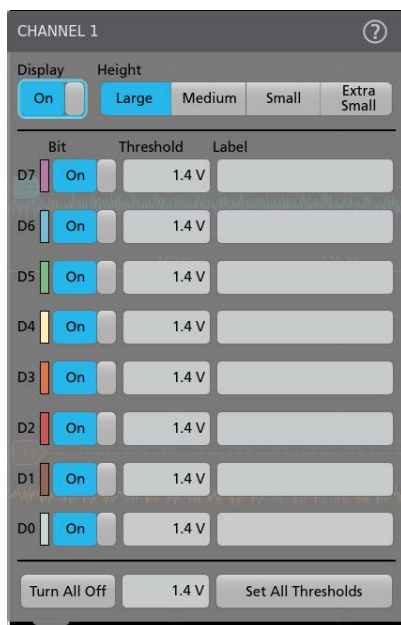 CHANNEL 1 ?
Display Height
On Large Medium Small Extra Small
Bit Threshold Label
D7 On 1.4 V
D6 On 1.4 V
D5 On 1.4 V
D4 On 1.4 V
D3 On 1.4 V
D2 On 1.4 V
D1 On 1.4 V
D0 On 1.4 V
Turn All Off 1.4 V Set All Thresholds